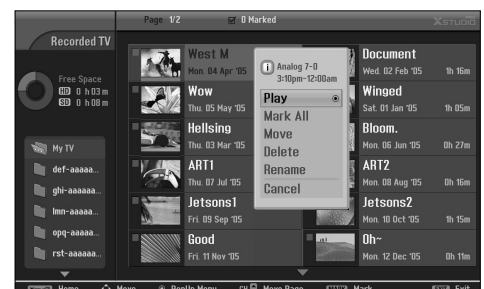 Page 1/2
0 Marked
XSTUDIO
Recorded TV
Free Space
HD 0 h 03 m
SD 0 h 08 m
My TV
def-aaaaa...
ghi-aaaaa...
lmn-aaaaa...
opq-aaaaa...
rst-aaaaaa...
West M
Mon. 04 Apr '05
Wow
Thu. 05 May '05
Hellsing
Thu. 03 Mar '05
ART1
Thu. 07 Jul '05
Jetsons1
Fri. 09 Sep '05
Good
Fri. 11 Nov '05
Analog 7-0
3:10pm-12:00am
Play
Mark All
Move
Delete
Rename
Cancel
Document
Wed. 02 Feb '05 1h 16m
Winged
Sat. 01 Jan '05 1h 05m
Bloom.
Mon. 06 Jun '05 0h 27m
ART2
Mon. 08 Aug '05 0h 16m
Jetsons2
Mon. 10 Oct '05 1h 15m
Oh~
Mon. 12 Dec '05 0h 11m
Home Move PopUp Menu CH Move Page Mark Exit